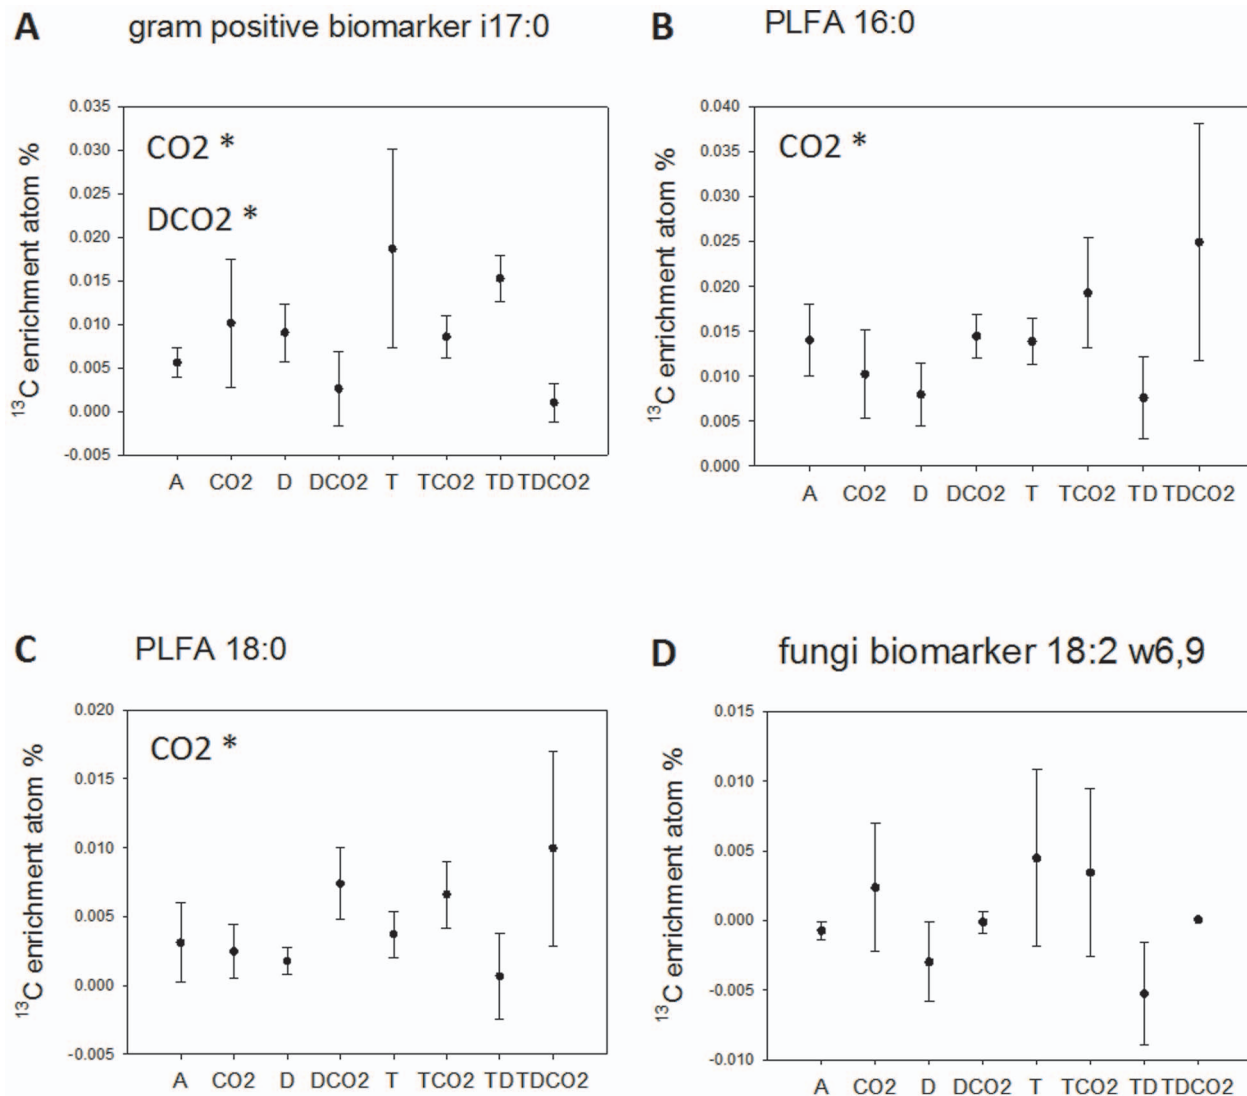 A gram positive biomarker i17:0
0.035
0.030
0.025
0.020
0.015
0.010
0.005
0.000
-0.005
13C enrichment atom %
CO2 *
DCO2 *
A CO2 D DCO2 T TCO2 TD TDCO2
B PLFA 16:0
0.040
0.035
0.030
0.025
0.020
0.015
0.010
0.005
0.000
13C enrichment atom %
CO2 *
A CO2 D DCO2 T TCO2 TD TDCO2
C PLFA 18:0
0.020
0.015
0.010
0.005
0.000
-0.005
13C enrichment atom %
CO2 *
A CO2 D DCO2 T TCO2 TD TDCO2
D fungi biomarker 18:2 w6,9
0.015
0.010
0.005
0.000
-0.005
-0.010
13C enrichment atom %
A CO2 D DCO2 T TCO2 TD TDCO2